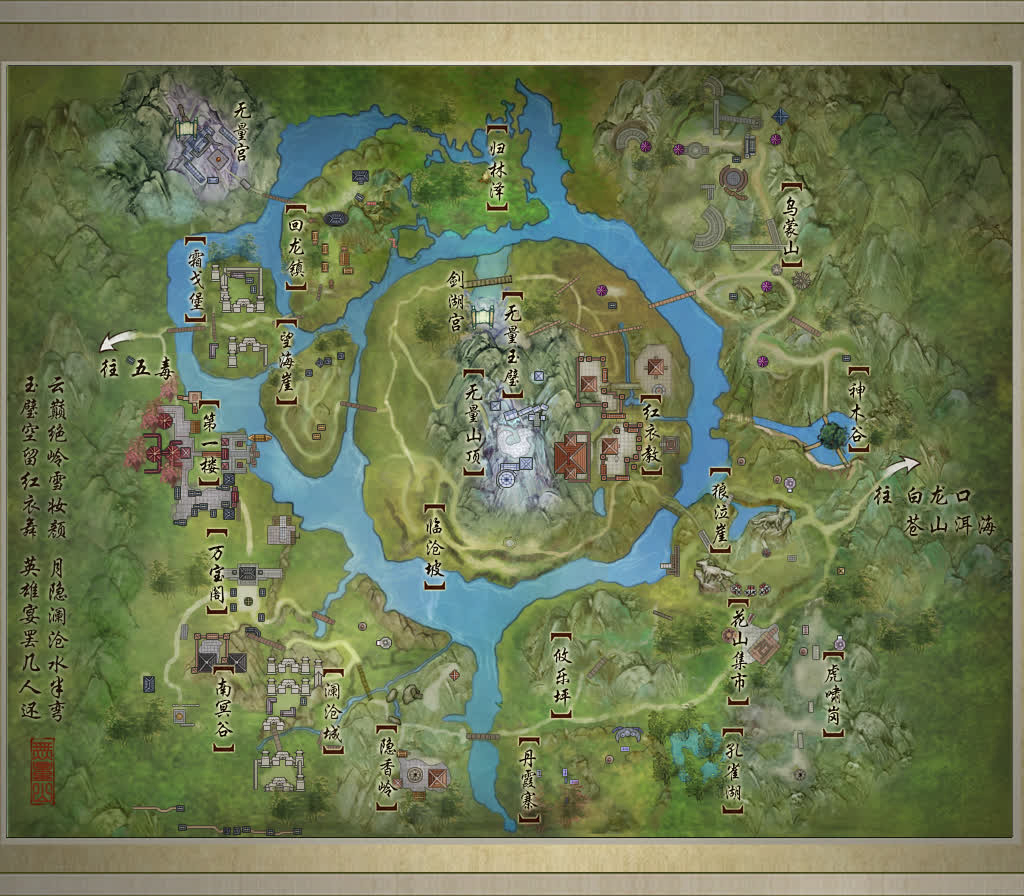 无量宫
【归林泽】
【乌蒙山】
【回龙镇】
【霜戈堡】
剑湖宫
【无量玉璧】
【望海崖】
往 五毒
【无量山顶】
【红衣教】
【神木谷】
【第一楼】
往 白龙口
苍山洱海
【狼泣崖】
【临沧坡】
【万宝阁】
【花山集市】
【攸乐坪】
【虎啸岗】
【南冥谷】
【澜沧城】
【隐香岭】
【丹霞寨】
【孔雀湖】
云巅绝岭雪妆颜 月隐澜沧水半弯
玉璧空留红衣舞 英雄宴罢几人还
無量山